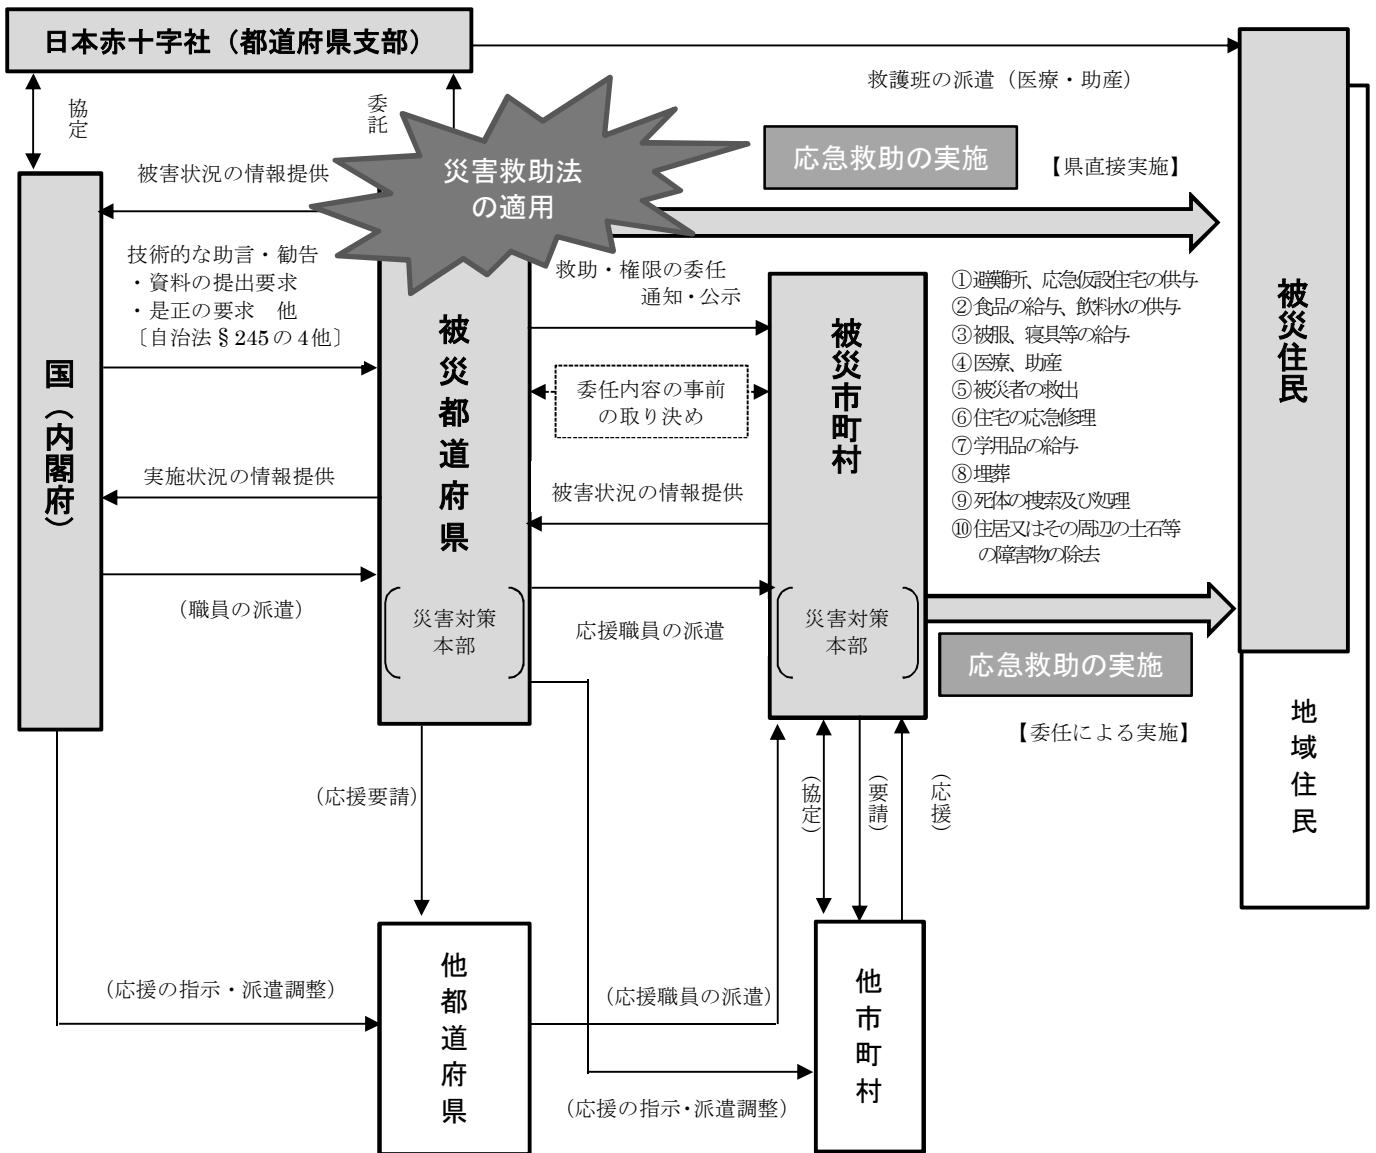 日本赤十字社（都道府県支部）
救護班の派遣（医療・助産）
協定
委託
災害救助法
の適用
応急救助の実施
【県直接実施】
被害状況の情報提供
技術的な助言・勧告
・資料の提出要求
・是正の要求　他
〔自治法§245の4他〕
救助・権限の委任
通知・公示
①避難所、応急仮設住宅の供与
②食品の給与、飲料水の供与
③被服、寝具等の給与
④医療、助産
⑤被災者の救出
⑥住宅の応急修理
⑦学用品の給与
⑧埋葬
⑨死体の捜索及び処理
⑩住居又はその周辺の土石等
の障害物の除去
国（内閣府）
被災都道府県
被災市町村
被災住民
委任内容の事前
の取り決め
実施状況の情報提供
被害状況の情報提供
（職員の派遣）
災害対策
本部
応援職員の派遣
災害対策
本部
応急救助の実施
【委任による実施】
地域住民
（応援要請）
（協定）
（要請）
（応援）
（応援の指示・派遣調整）
他都道府県
（応援職員の派遣）
他市町村
（応援の指示・派遣調整）